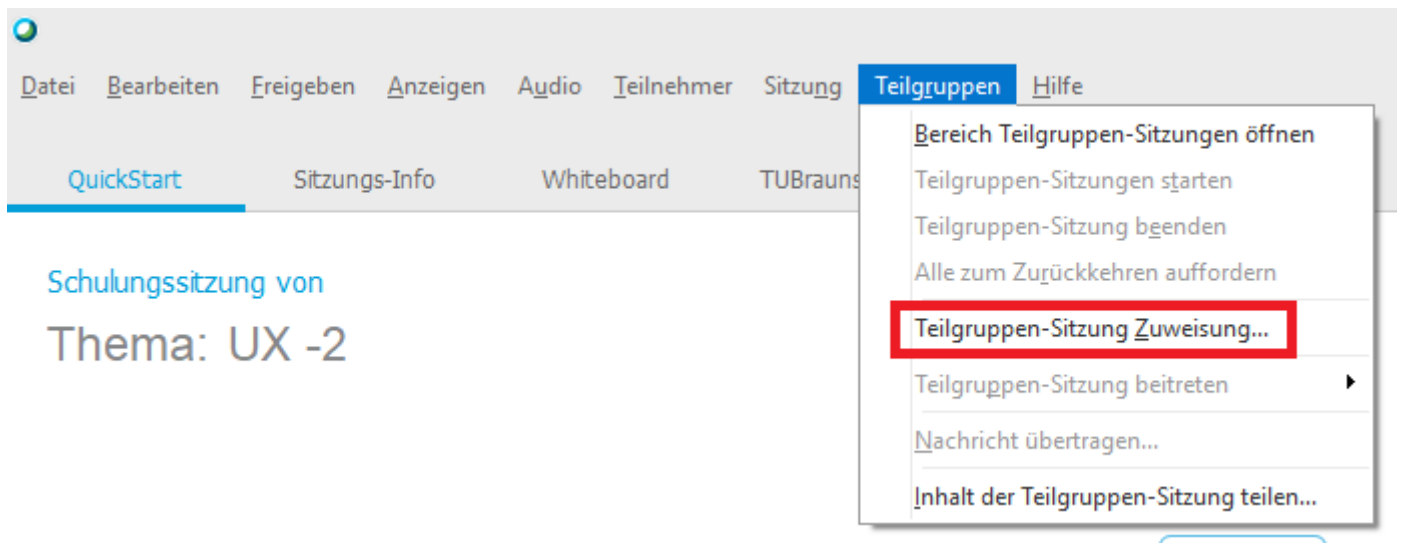 Datei Bearbeiten Freigeben Anzeigen Audio Teilnehmer Sitzung Teilgruppen Hilfe
QuickStart Sitzungs-Info Whiteboard TUBrauns
Bereich Teilgruppen-Sitzungen öffnen
Teilgruppen-Sitzungen starten
Teilgruppen-Sitzung beenden
Alle zum Zurückkehren auffordern
Teilgruppen-Sitzung Zuweisung...
Teilgruppen-Sitzung beitreten
Nachricht übertragen...
Inhalt der Teilgruppen-Sitzung teilen...
Schulungssitzung von
Thema: UX -2